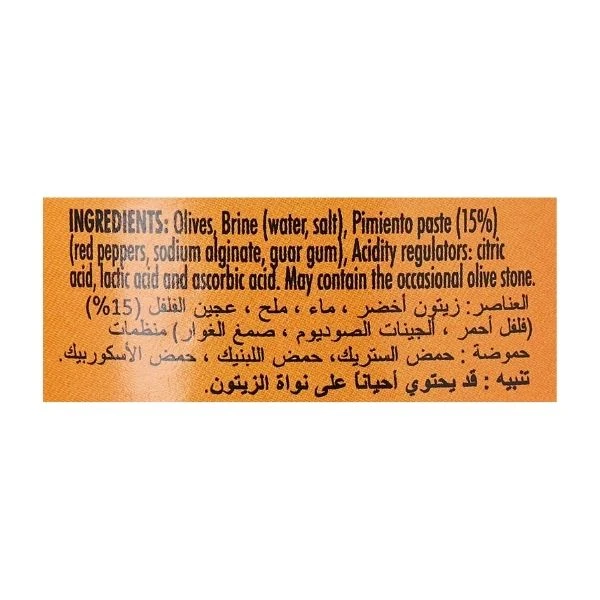 INGREDIENTS: Olives, Brine (water, salt), Pimiento paste (15%)
(red peppers, sodium alginate, guar gum), Acidity regulators: citric
acid, lactic acid and ascorbic acid. May contain the occasional olive stone.
العناصر: زيتون أخضر ، ماء ، ملح ، عجين الفلفل (15%)
(فلفل أحمر ، الجينات الصوديوم ، صمغ الغوار) منظمات
حموضة : حمض الستريك، حمض اللبنيك ، حمض الأسكوربيك.
تنبيه : قد يحتوي أحياناً على نواة الزيتون.